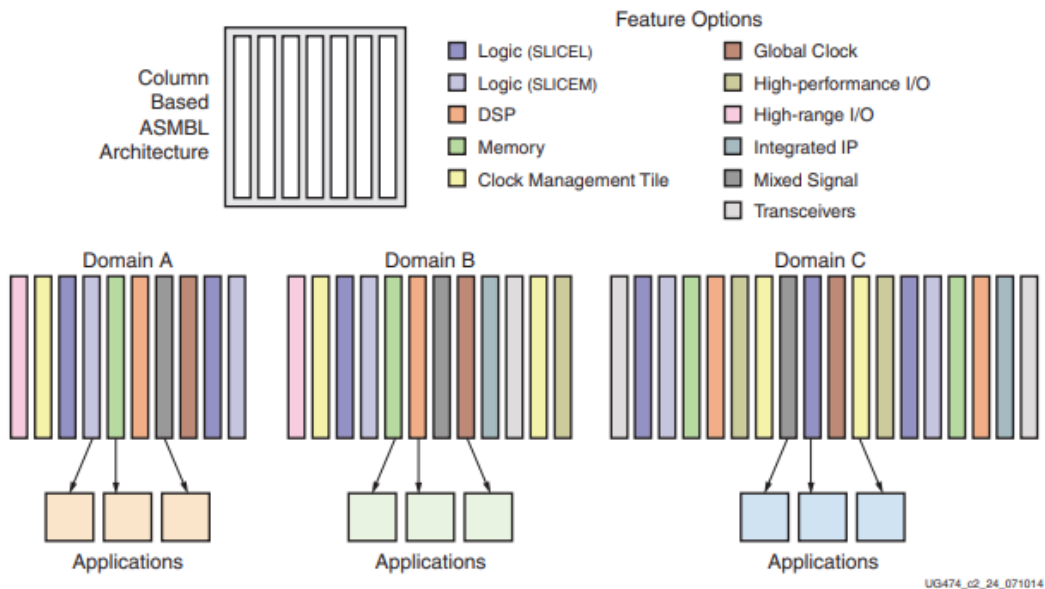 Feature Options
Column
Based
ASMBL
Architecture
Logic (SLICEL)
Logic (SLICEM)
DSP
Memory
Clock Management Tile
Global Clock
High-performance I/O
High-range I/O
Integrated IP
Mixed Signal
Transceivers
Domain A
Domain B
Domain C
Applications
Applications
Applications
UG474_c2_24_071014